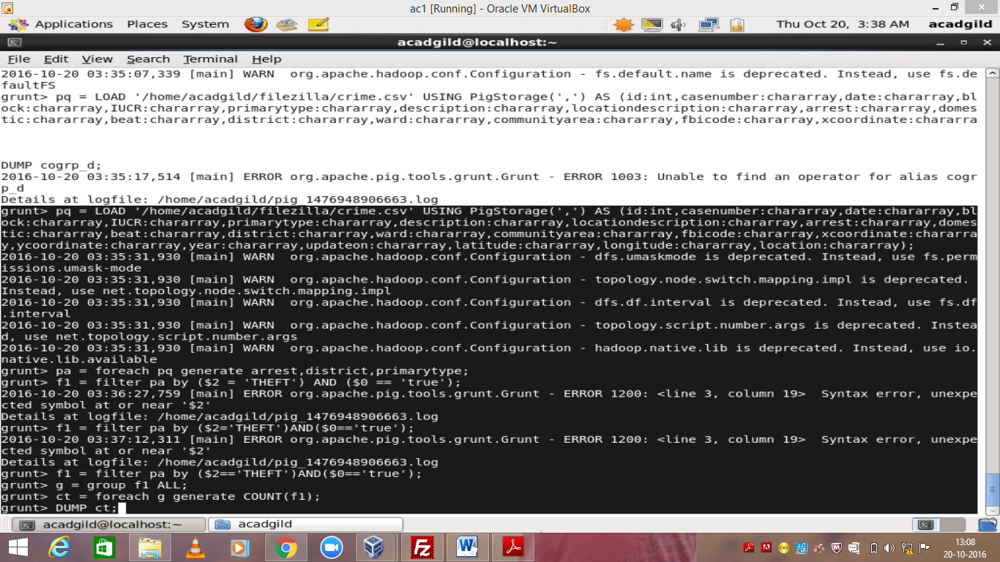 ac1 [Running] - Oracle VM VirtualBox
Applications Places System Thu Oct 20, 3:38 AM acadgild
acadgild@localhost:~
File Edit View Search Terminal Help
2016-10-20 03:35:07,339 [main] WARN  org.apache.hadoop.conf.Configuration - fs.default.name is deprecated. Instead, use fs.de
faultFS
grunt> pq = LOAD '/home/acadgild/filezilla/crime.csv' USING PigStorage(',') AS (id:int,casenumber:chararray,date:chararray,bl
ock:chararray,IUCR:chararray,primarytype:chararray,description:chararray,locationdescription:chararray,arrest:chararray,domes
tic:chararray,beat:chararray,district:chararray,ward:chararray,communityarea:chararray,fbicode:chararray,xcoordinate:chararra
DUMP cogrp_d;
2016-10-20 03:35:17,514 [main] ERROR org.apache.pig.tools.grunt.Grunt - ERROR 1003: Unable to find an operator for alias cogr
p_d
Details at logfile: /home/acadgild/pig_1476948906663.log
grunt> pq = LOAD '/home/acadgild/filezilla/crime.csv' USING PigStorage(',') AS (id:int,casenumber:chararray,date:chararray,bl
ock:chararray,IUCR:chararray,primarytype:chararray,description:chararray,locationdescription:chararray,arrest:chararray,domes
tic:chararray,beat:chararray,district:chararray,ward:chararray,communityarea:chararray,fbicode:chararray,xcoordinate:chararra
y,ycoordinate:chararray,year:chararray,updateon:chararray,latitude:chararray,longitude:chararray,location:chararray);
2016-10-20 03:35:31,930 [main] WARN  org.apache.hadoop.conf.Configuration - dfs.umaskmode is deprecated. Instead, use fs.perm
issions.umask-mode
2016-10-20 03:35:31,930 [main] WARN  org.apache.hadoop.conf.Configuration - topology.node.switch.mapping.impl is deprecated.
Instead, use net.topology.node.switch.mapping.impl
2016-10-20 03:35:31,930 [main] WARN  org.apache.hadoop.conf.Configuration - dfs.df.interval is deprecated. Instead, use fs.df
.interval
2016-10-20 03:35:31,930 [main] WARN  org.apache.hadoop.conf.Configuration - topology.script.number.args is deprecated. Instea
d, use net.topology.script.number.args
2016-10-20 03:35:31,930 [main] WARN  org.apache.hadoop.conf.Configuration - hadoop.native.lib is deprecated. Instead, use io.
native.lib.available
grunt> pa = foreach pq generate arrest,district,primarytype;
grunt> f1 = filter pa by ($2 = 'THEFT') AND ($0 == 'true');
2016-10-20 03:36:27,759 [main] ERROR org.apache.pig.tools.grunt.Grunt - ERROR 1200: <line 3, column 19>  Syntax error, unexpe
cted symbol at or near '$2'
Details at logfile: /home/acadgild/pig_1476948906663.log
grunt> f1 = filter pa by ($2='THEFT')AND($0=='true');
2016-10-20 03:37:12,311 [main] ERROR org.apache.pig.tools.grunt.Grunt - ERROR 1200: <line 3, column 19>  Syntax error, unexpe
cted symbol at or near '$2'
Details at logfile: /home/acadgild/pig_1476948906663.log
grunt> f1 = filter pa by ($2=='THEFT')AND($0=='true');
grunt> g = group f1 ALL;
grunt> ct = foreach g generate COUNT(f1);
grunt> DUMP ct;
acadgild@localhost:~ acadgild
13:08
20-10-2016